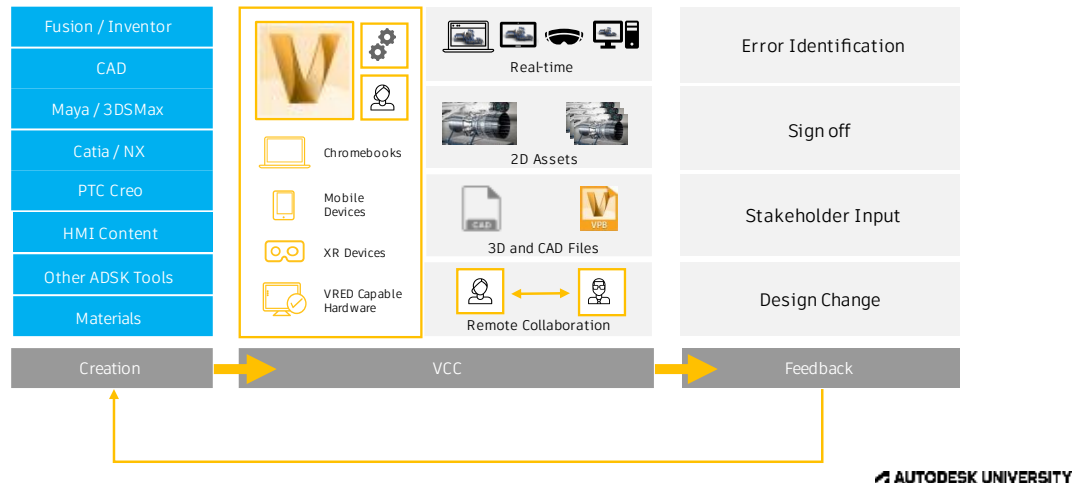 Fusion / Inventor
CAD
Maya / 3DSMax
Catia / NX
PTC Creo
HMI Content
Other ADSK Tools
Materials
Creation
Chromebooks
Mobile
Devices
XR Devices
VRED Capable
Hardware
Real-time
2D Assets
CAD
VPB
3D and CAD Files
Remote Collaboration
VCC
Error Identification
Sign off
Stakeholder Input
Design Change
Feedback
AUTODESK UNIVERSITY